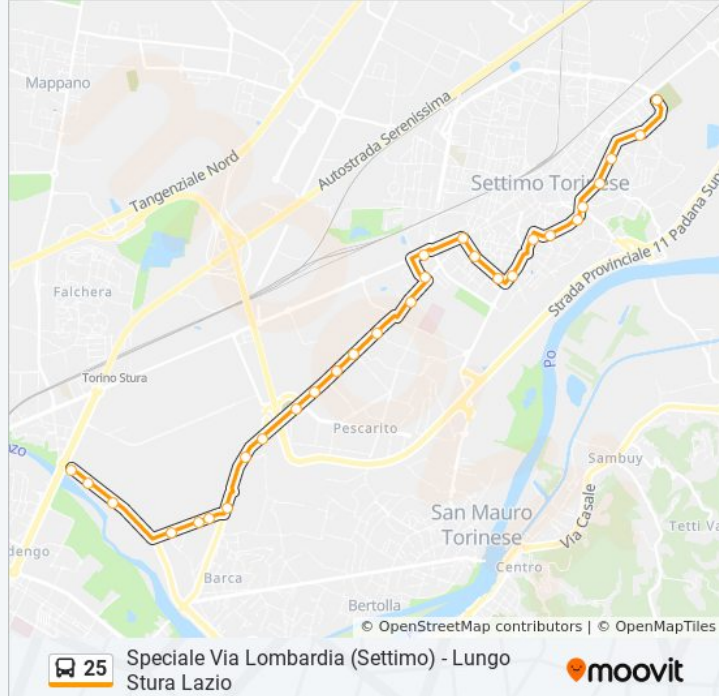 Mappano
Autostrada Serenissima
Tangenziale Nord
Settimo Torinese
Strada Provinciale 11 Padana Sup
Falchera
Po
Torino Stura
Pescarito
Sambuy
San Mauro
Torinese
Via Casale
Tetti Va
dengo
Centro
Barca
Bertolla
© OpenStreetMap contributors | © OpenMapTiles
25
Speciale Via Lombardia (Settimo) - Lungo
Stura Lazio
moovit